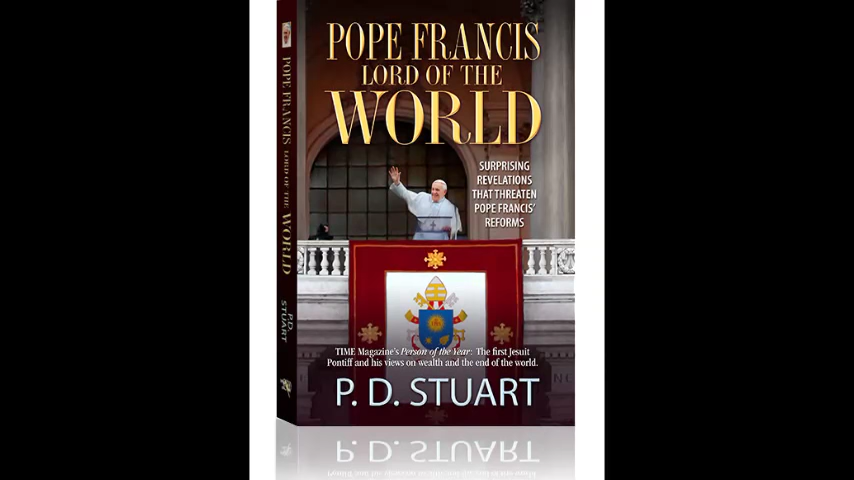 POPE FRANCIS
LORD OF THE
WORLD
SURPRISING
REVELATIONS
THAT THREATEN
POPE FRANCIS'
REFORMS
TIME Magazine's Person of the Year: The first Jesuit
Pontiff and his views on wealth and the end of the world.
P. D. STUART
POPE FRANCIS LORD OF THE WORLD
P.D.
STUART